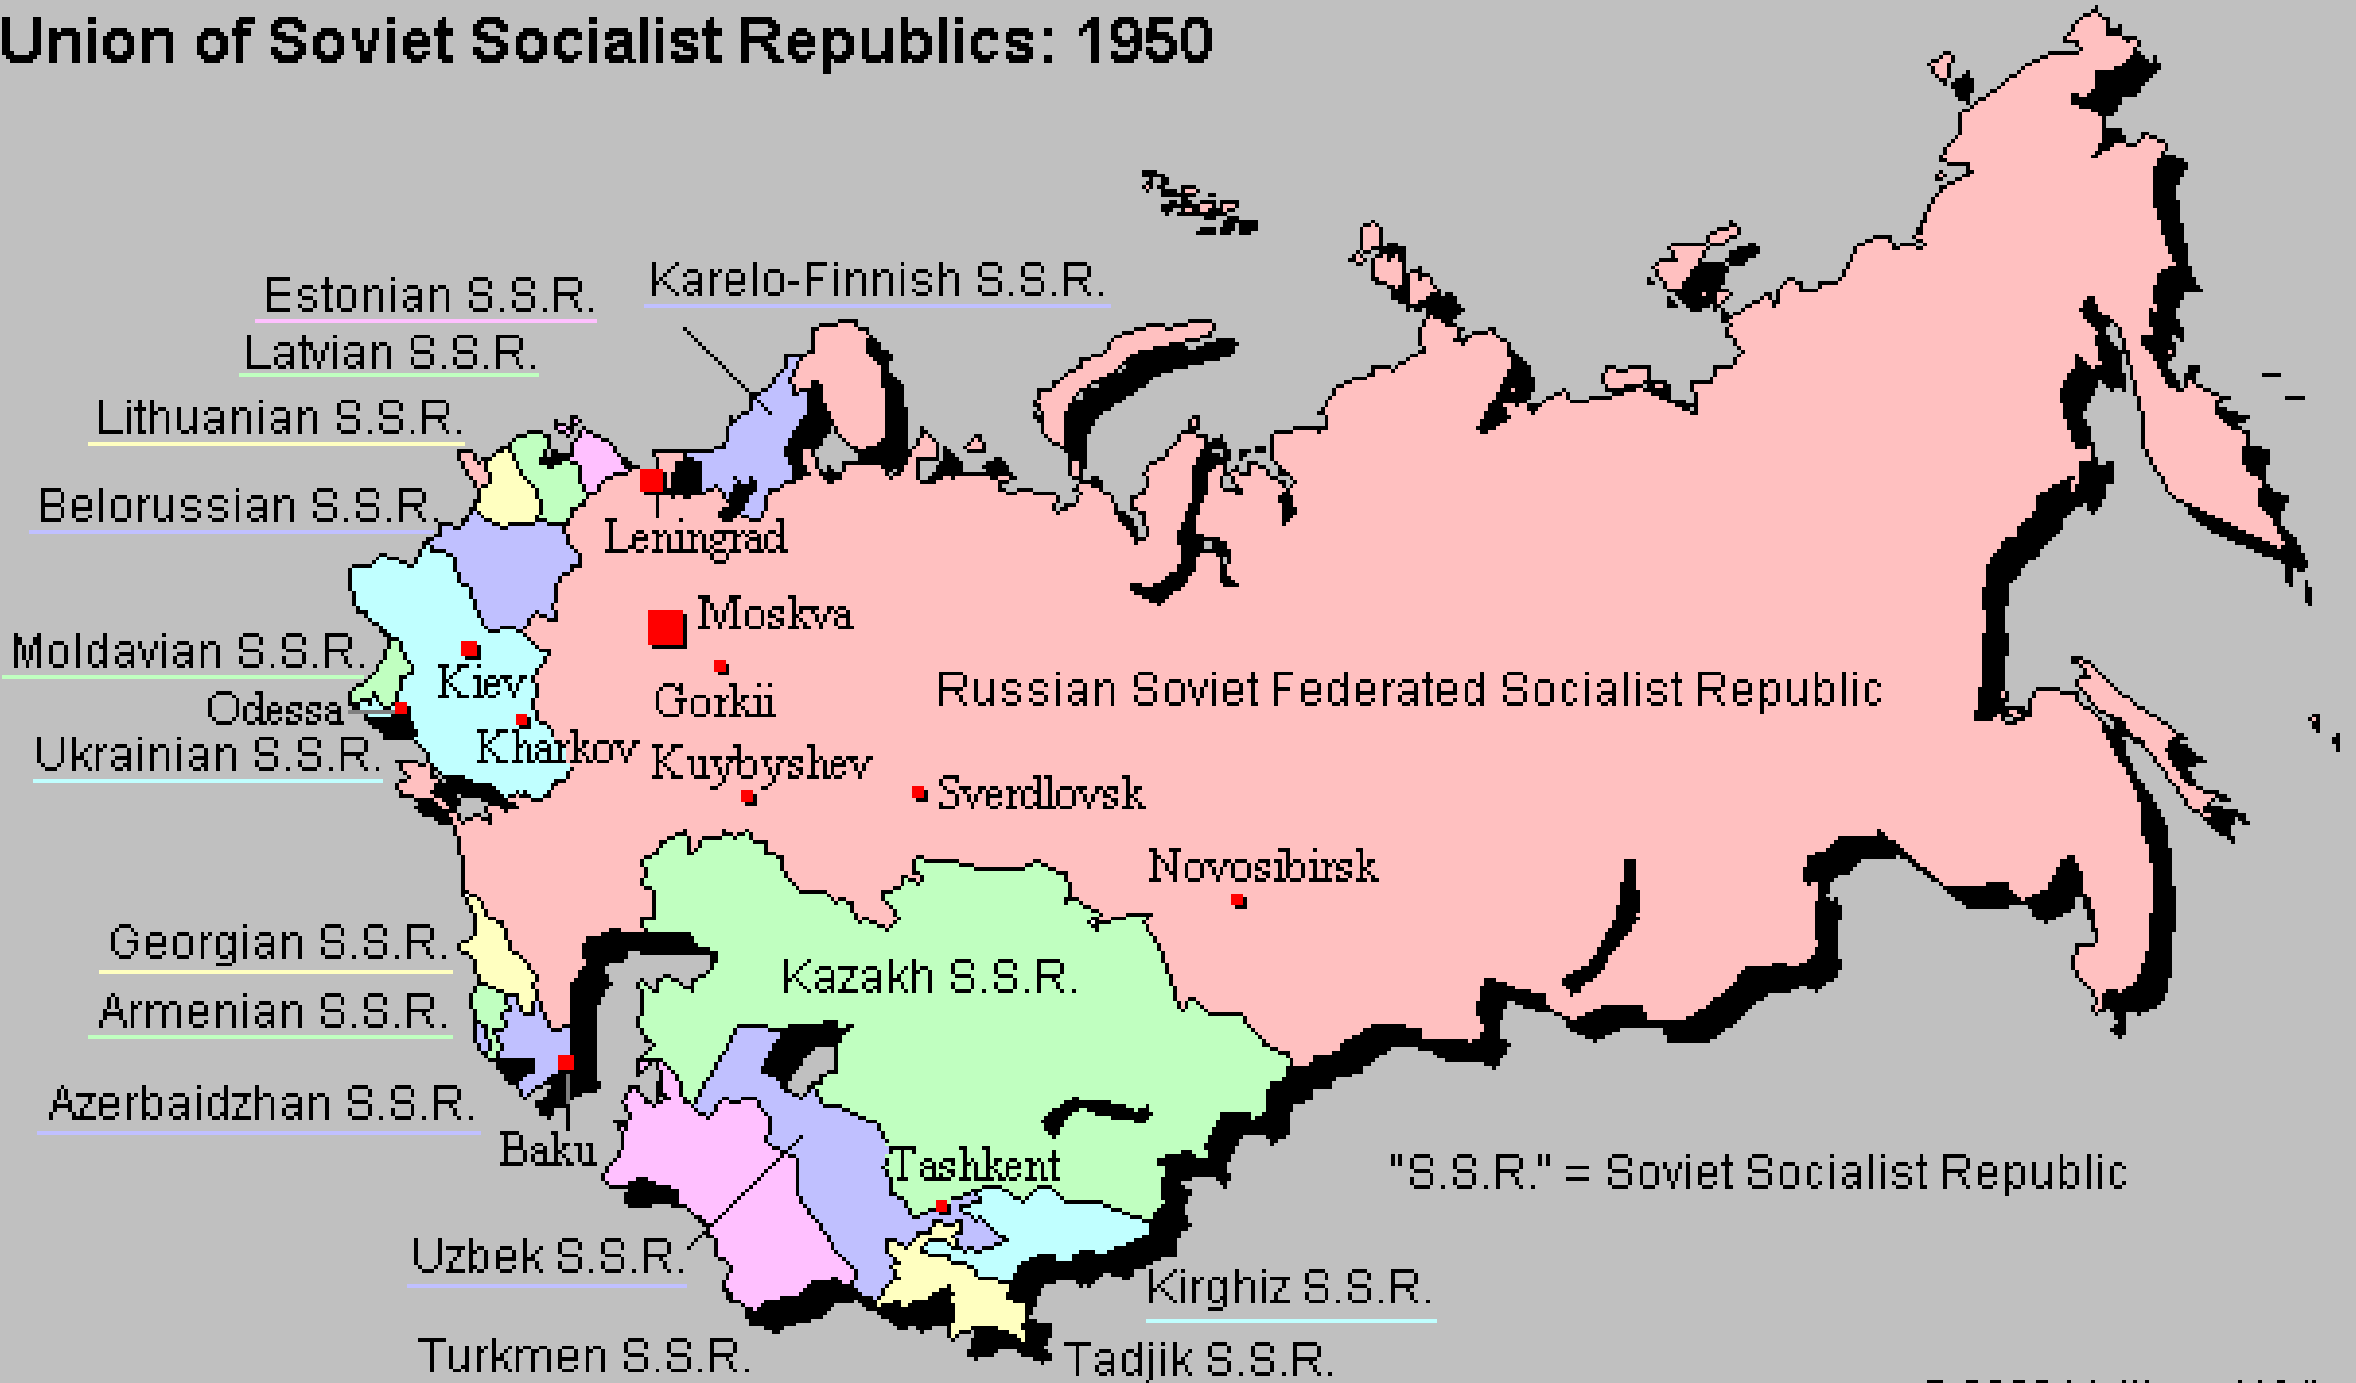 Union of Soviet Socialist Republics: 1950
Karelo-Finnish S.S.R.
Estonian S.S.R.
Latvian S.S.R.
Lithuanian S.S.R.
Belorussian S.S.R.
Leningrad
Moskva
Moldavian S.S.R.
Kiev
Gorkii
Russian Soviet Federated Socialist Republic
Odessa
Kharkov
Ukrainian S.S.R.
Kuybyshev
Sverdlovsk
Novosibirsk
Georgian S.S.R.
Kazakh S.S.R.
Armenian S.S.R.
Azerbaidzhan S.S.R.
Baku
Tashkent
"S.S.R." = Soviet Socialist Republic
Uzbek S.S.R.
Kirghiz S.S.R.
Turkmen S.S.R.
Tadjik S.S.R.